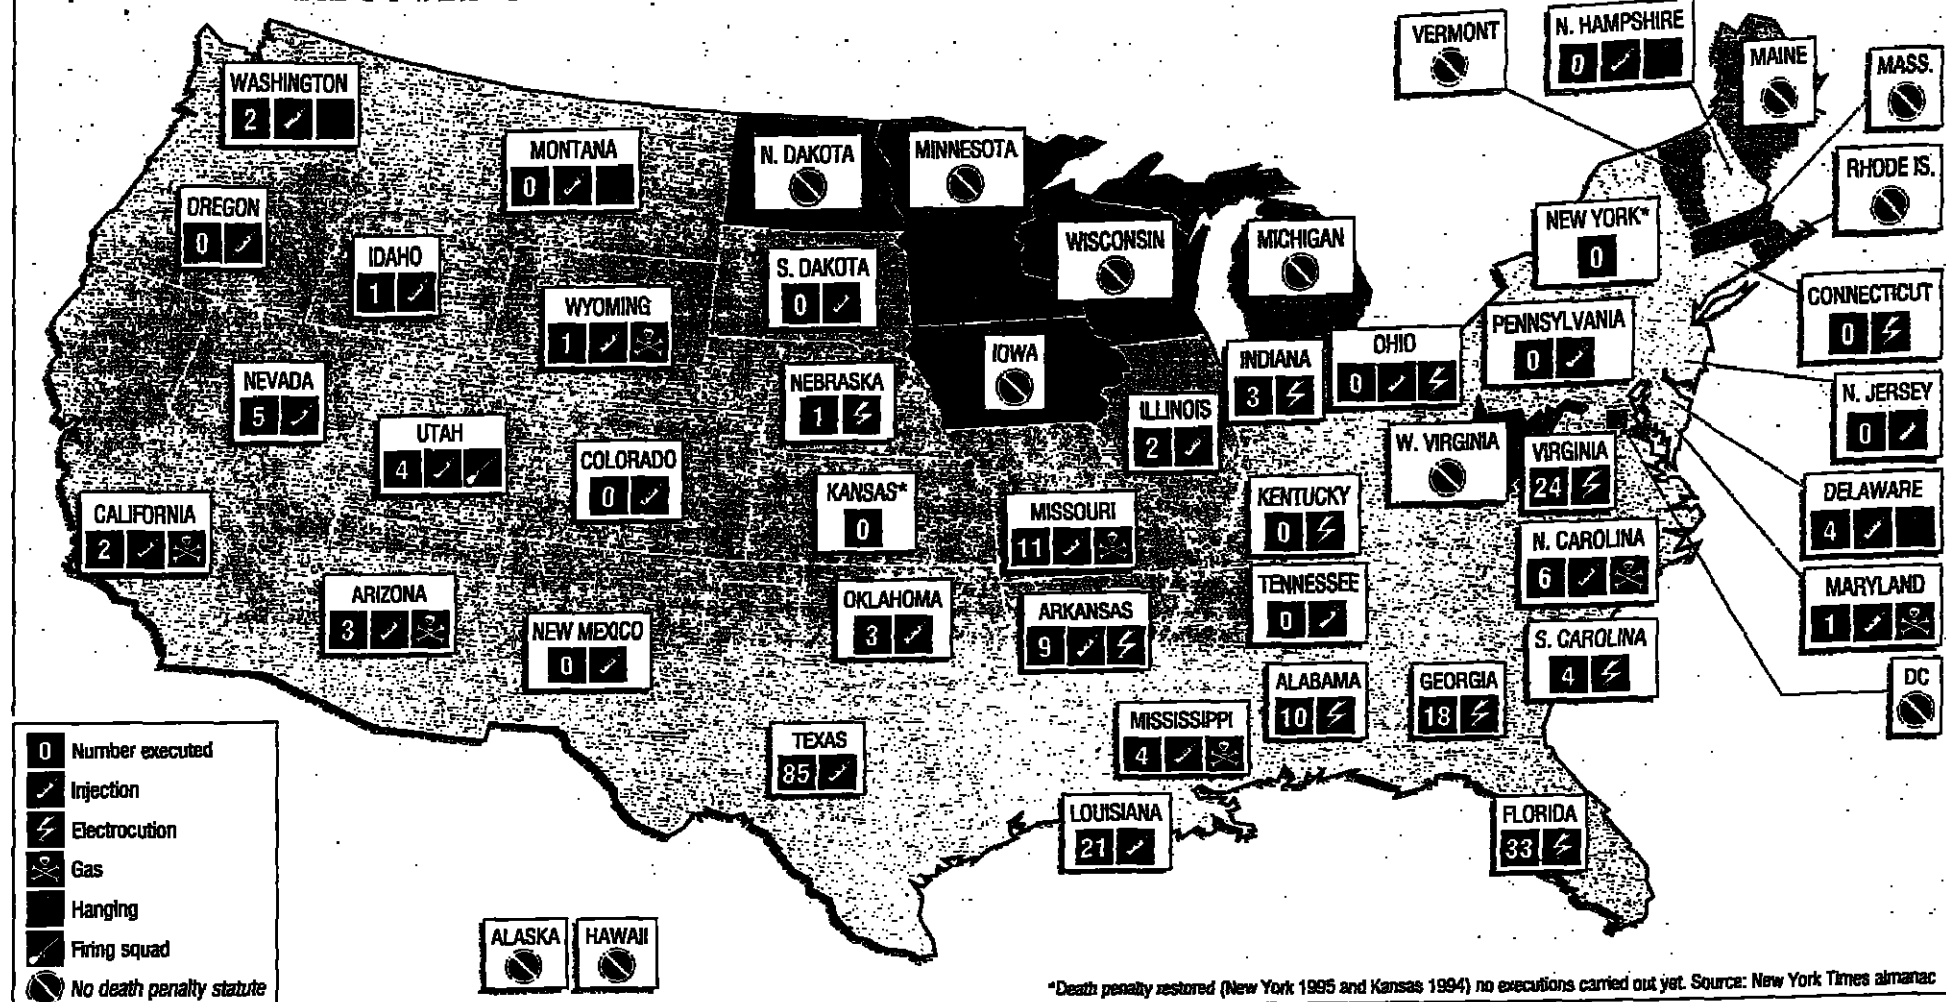 VERMONT
N. HAMPSHIRE
0
MAINE
MASS.
WASHINGTON
2
MONTANA
0
N. DAKOTA
MINNESOTA
RHODE IS.
OREGON
0
IDAHO
1
S. DAKOTA
0
WISCONSIN
MICHIGAN
NEW YORK*
0
WYOMING
1
CONNECTICUT
0
NEVADA
5
NEBRASKA
1
IOWA
INDIANA
3
OHIO
0
PENNSYLVANIA
0
N. JERSEY
0
UTAH
4
COLORADO
0
ILLINOIS
2
W. VIRGINIA
VIRGINIA
24
DELAWARE
4
CALIFORNIA
2
KANSAS*
0
MISSOURI
11
KENTUCKY
0
N. CAROLINA
6
MARYLAND
1
ARIZONA
3
NEW MEXICO
0
OKLAHOMA
3
ARKANSAS
9
TENNESSEE
0
S. CAROLINA
4
DC
TEXAS
85
MISSISSIPPI
4
ALABAMA
10
GEORGIA
18
LOUISIANA
21
FLORIDA
33
0 Number executed
Injection
Electrocution
Gas
Hanging
Firing squad
No death penalty statute
ALASKA
HAWAII
*Death penalty restored (New York 1995 and Kansas 1994) no executions carried out yet. Source: New York Times almanac